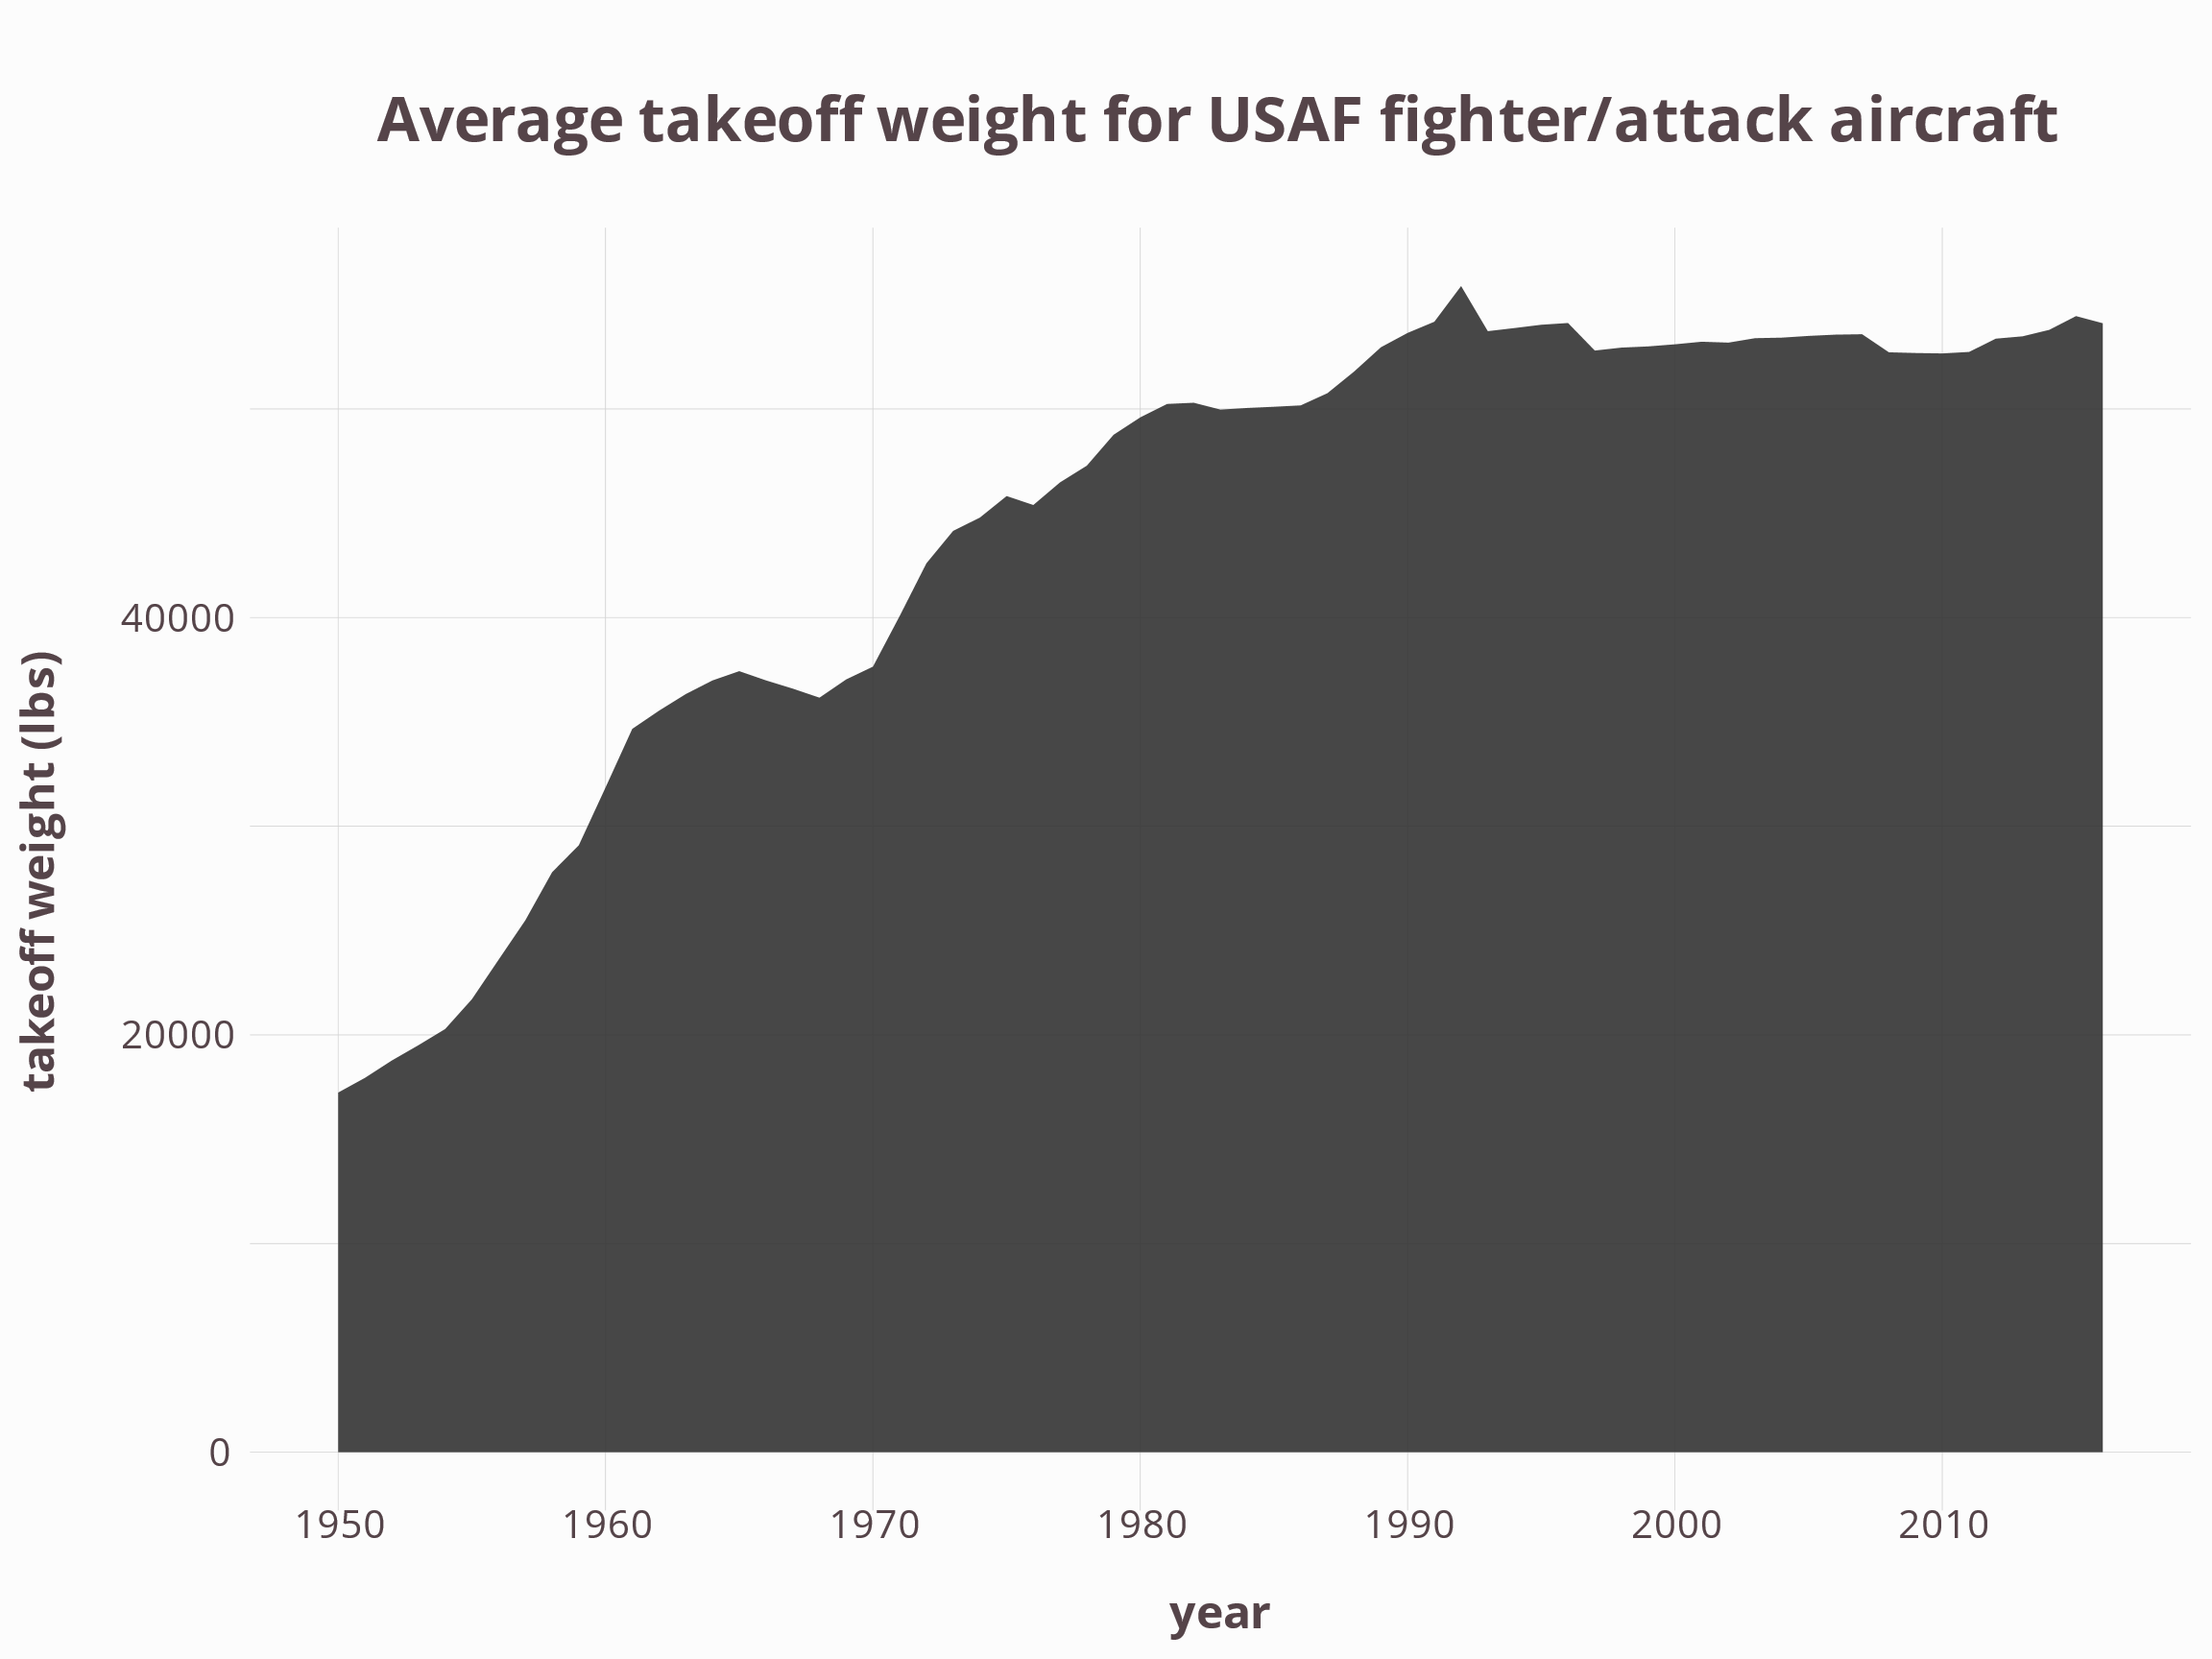 Average takeoff weight for USAF fighter/attack aircraft
takeoff weight (lbs)
40000
20000
0
1950 1960 1970 1980 1990 2000 2010
year